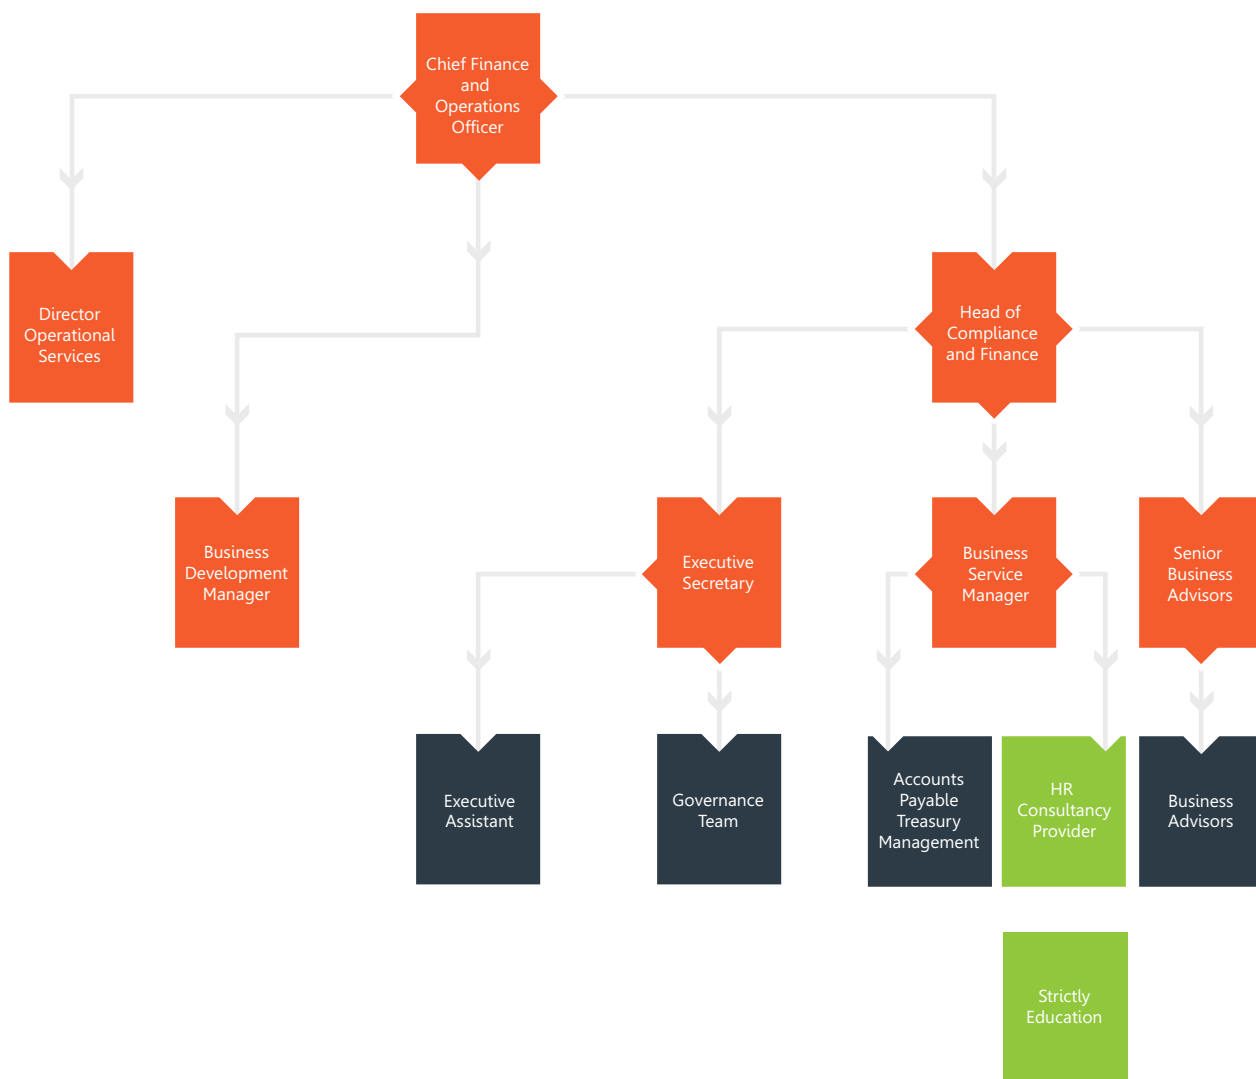 Chief Finance
and
Operations
Officer
Director
Operational
Services
Head of
Compliance
and Finance
Business
Development
Manager
Executive
Secretary
Business
Service
Manager
Senior
Business
Advisors
Executive
Assistant
Governance
Team
Accounts
Payable
Treasury
Management
HR
Consultancy
Provider
Business
Advisors
Strictly
Education